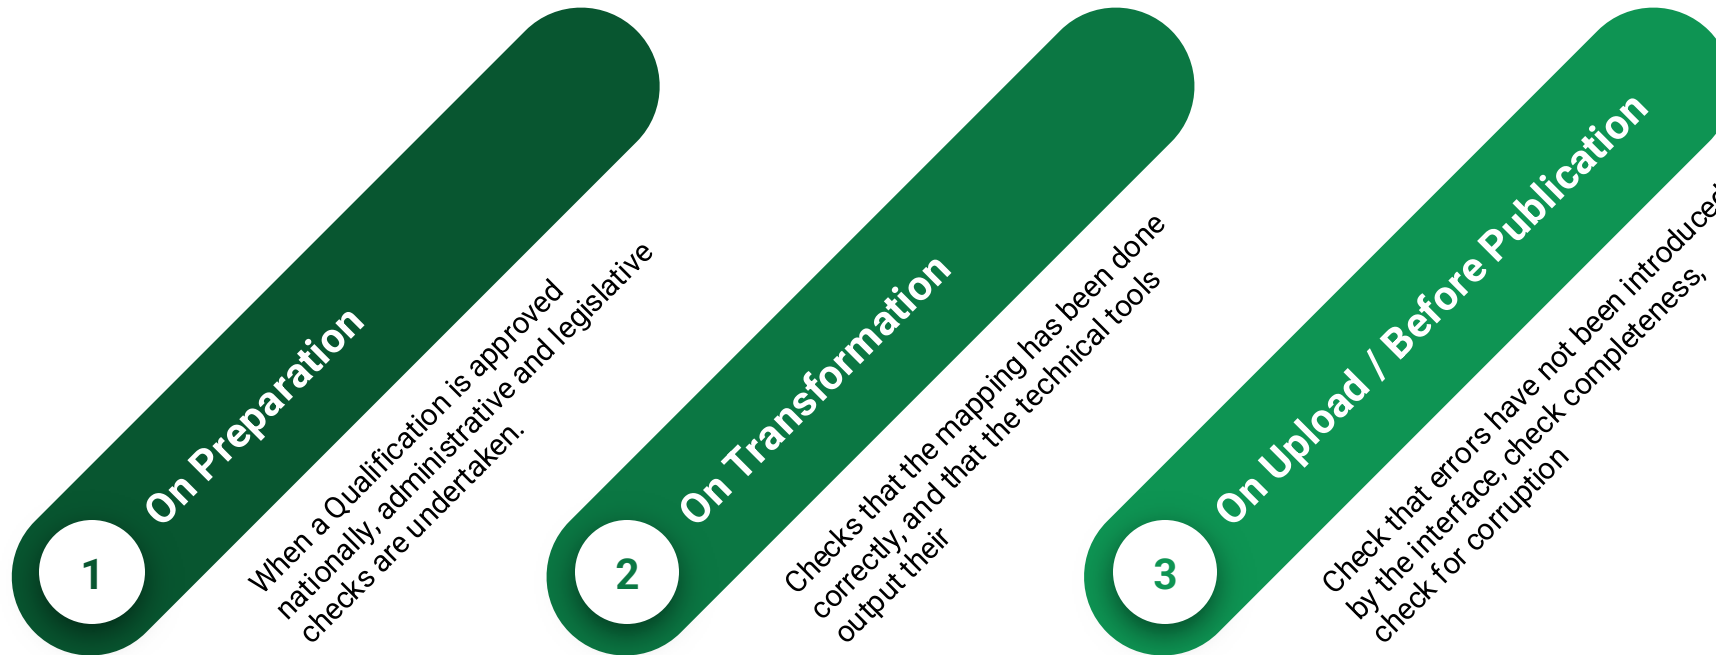 1
On Preparation
When a Qualification is approved
nationally, administrative and legislative
checks are undertaken.
2
On Transformation
Checks that the mapping has been done
correctly, and that the technical tools
output their
3
On Upload / Before Publication
Check that errors have not been introduced
by the interface, check completeness,
check for corruption